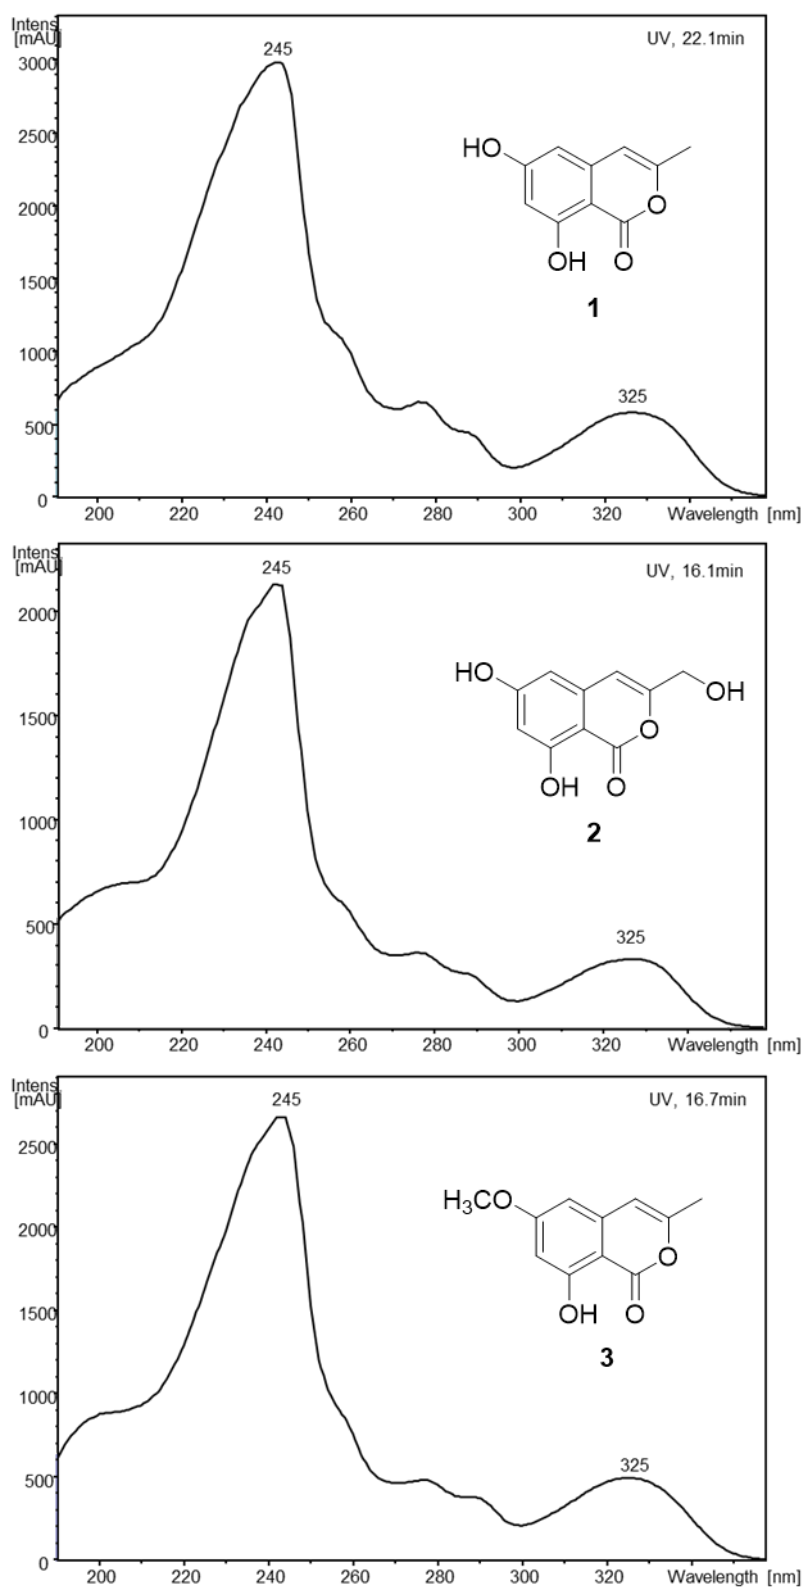 Intens
[mAU]
245
UV, 22.1min
3000
2500
2000
1500
1000
500
0
HO
O
OH
O
1
325
200
220
240
260
280
300
320
Wavelength [nm]
Intens
[mAU]
245
UV, 16.1min
2000
1500
1000
500
0
HO
OH
O
OH
O
2
325
200
220
240
260
280
300
320
Wavelength [nm]
Intens
[mAU]
245
UV, 16.7min
2500
2000
1500
1000
500
0
H₃CO
O
OH
O
3
325
200
220
240
260
280
300
320
Wavelength [nm]